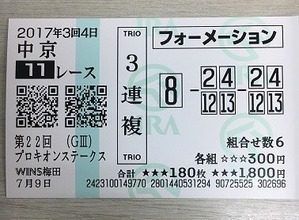 2017年3回4日
中京
11レース
TRIO
3連複
TRIO
フォーメーション
8 - 24 12 13 - 24 12 13
第22回 (GⅢ)
プロキオンステークス
WINS梅田
7月9日
組合せ数6
各組 ☆☆☆300円
合計 ★★★180枚 ★★★1,800円
2423100149770 2801440531294 90725525 302696